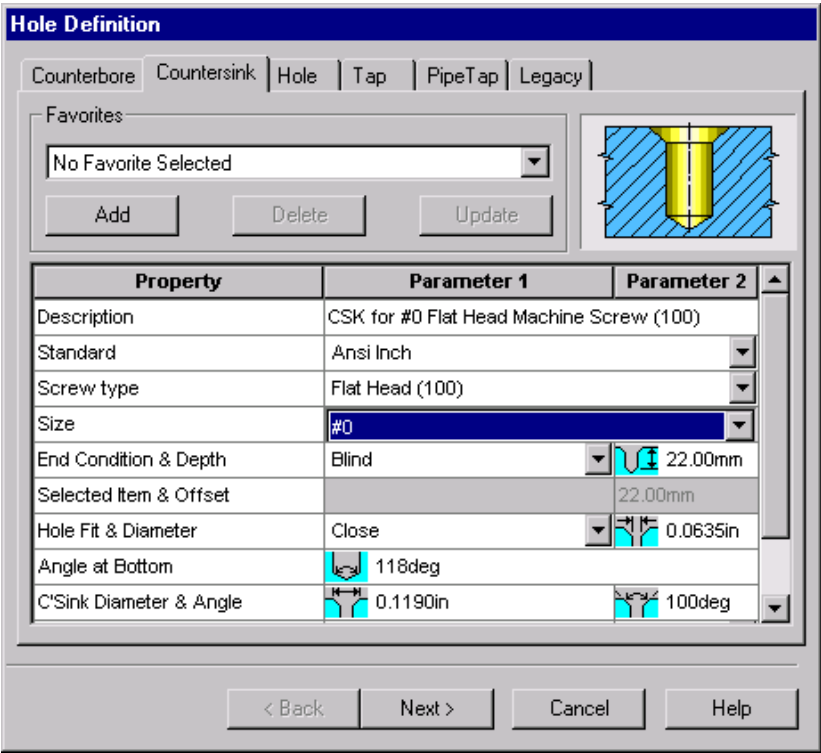 Hole Definition
Counterbore Countersink Hole Tap PipeTap Legacy
Favorites
No Favorite Selected
Add Delete Update
Property Parameter 1 Parameter 2
Description CSK for #0 Flat Head Machine Screw (100)
Standard Ansi Inch
Screw type Flat Head (100)
Size #0
End Condition & Depth Blind 22.00mm
Selected Item & Offset 22.00mm
Hole Fit & Diameter Close 0.0635in
Angle at Bottom 118deg
C'Sink Diameter & Angle 0.1190in 100deg
< Back Next > Cancel Help